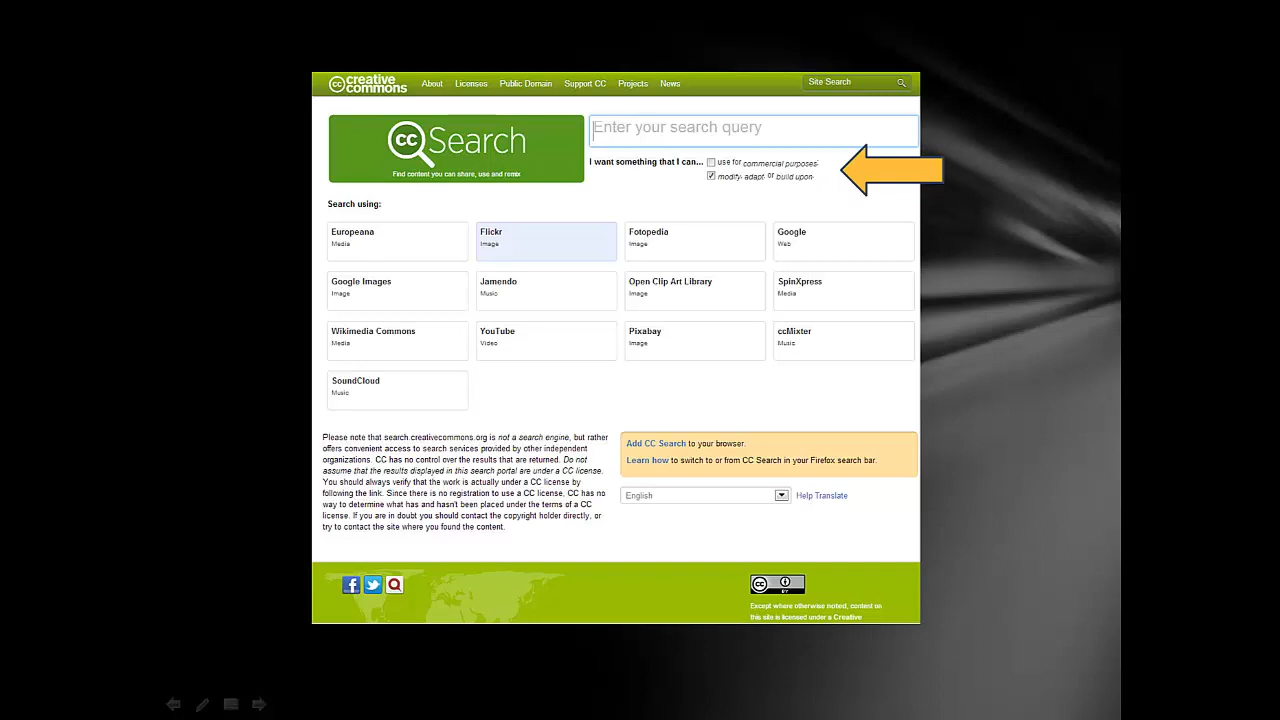 creative commons
About Licenses Public Domain Support CC Projects News
Site Search
cc Search
Find content you can share, use and remix
Enter your search query
I want something that I can... use for commercial purposes;
modify, adapt, or build upon.
Search using:
Europeana
Media
Flickr
Image
Fotopedia
Image
Google
Web
Google Images
Image
Jamendo
Music
Open Clip Art Library
Image
SpinXpress
Media
Wikimedia Commons
Media
YouTube
Video
Pixabay
Image
ccMixter
Music
SoundCloud
Music
Please note that search.creativecommons.org is not a search engine, but rather
offers convenient access to search services provided by other independent
organizations. CC has no control over the results that are returned. Do not
assume that the results displayed in this search portal are under a CC license.
You should always verify that the work is actually under a CC license by
following the link. Since there is no registration to use a CC license, CC has no
way to determine what has and hasn't been placed under the terms of a CC
license. If you are in doubt you should contact the copyright holder directly, or
try to contact the site where you found the content.
Add CC Search to your browser.
Learn how to switch to or from CC Search in your Firefox search bar.
English
Help Translate
cc BY
Except where otherwise noted, content on
this site is licensed under a Creative